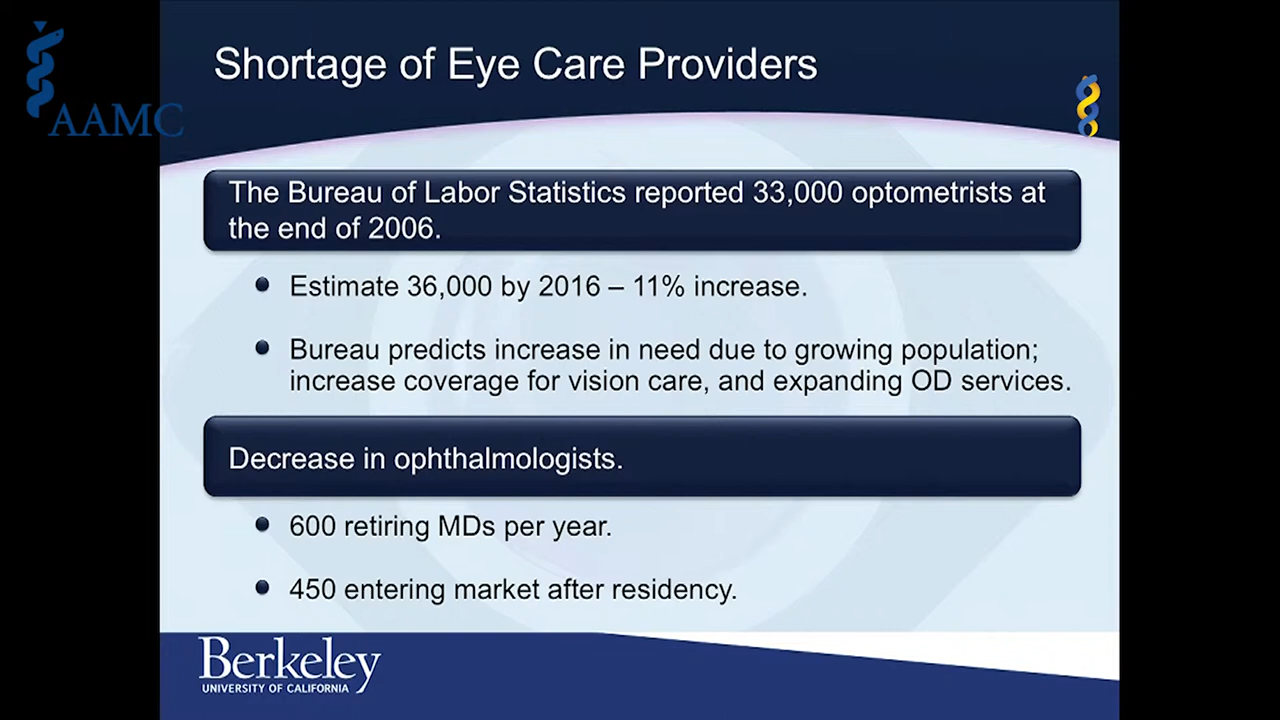 AAMC
Shortage of Eye Care Providers
The Bureau of Labor Statistics reported 33,000 optometrists at
the end of 2006.
Estimate 36,000 by 2016 – 11% increase.
Bureau predicts increase in need due to growing population;
increase coverage for vision care, and expanding OD services.
Decrease in ophthalmologists.
600 retiring MDs per year.
450 entering market after residency.
Berkeley
UNIVERSITY OF CALIFORNIA